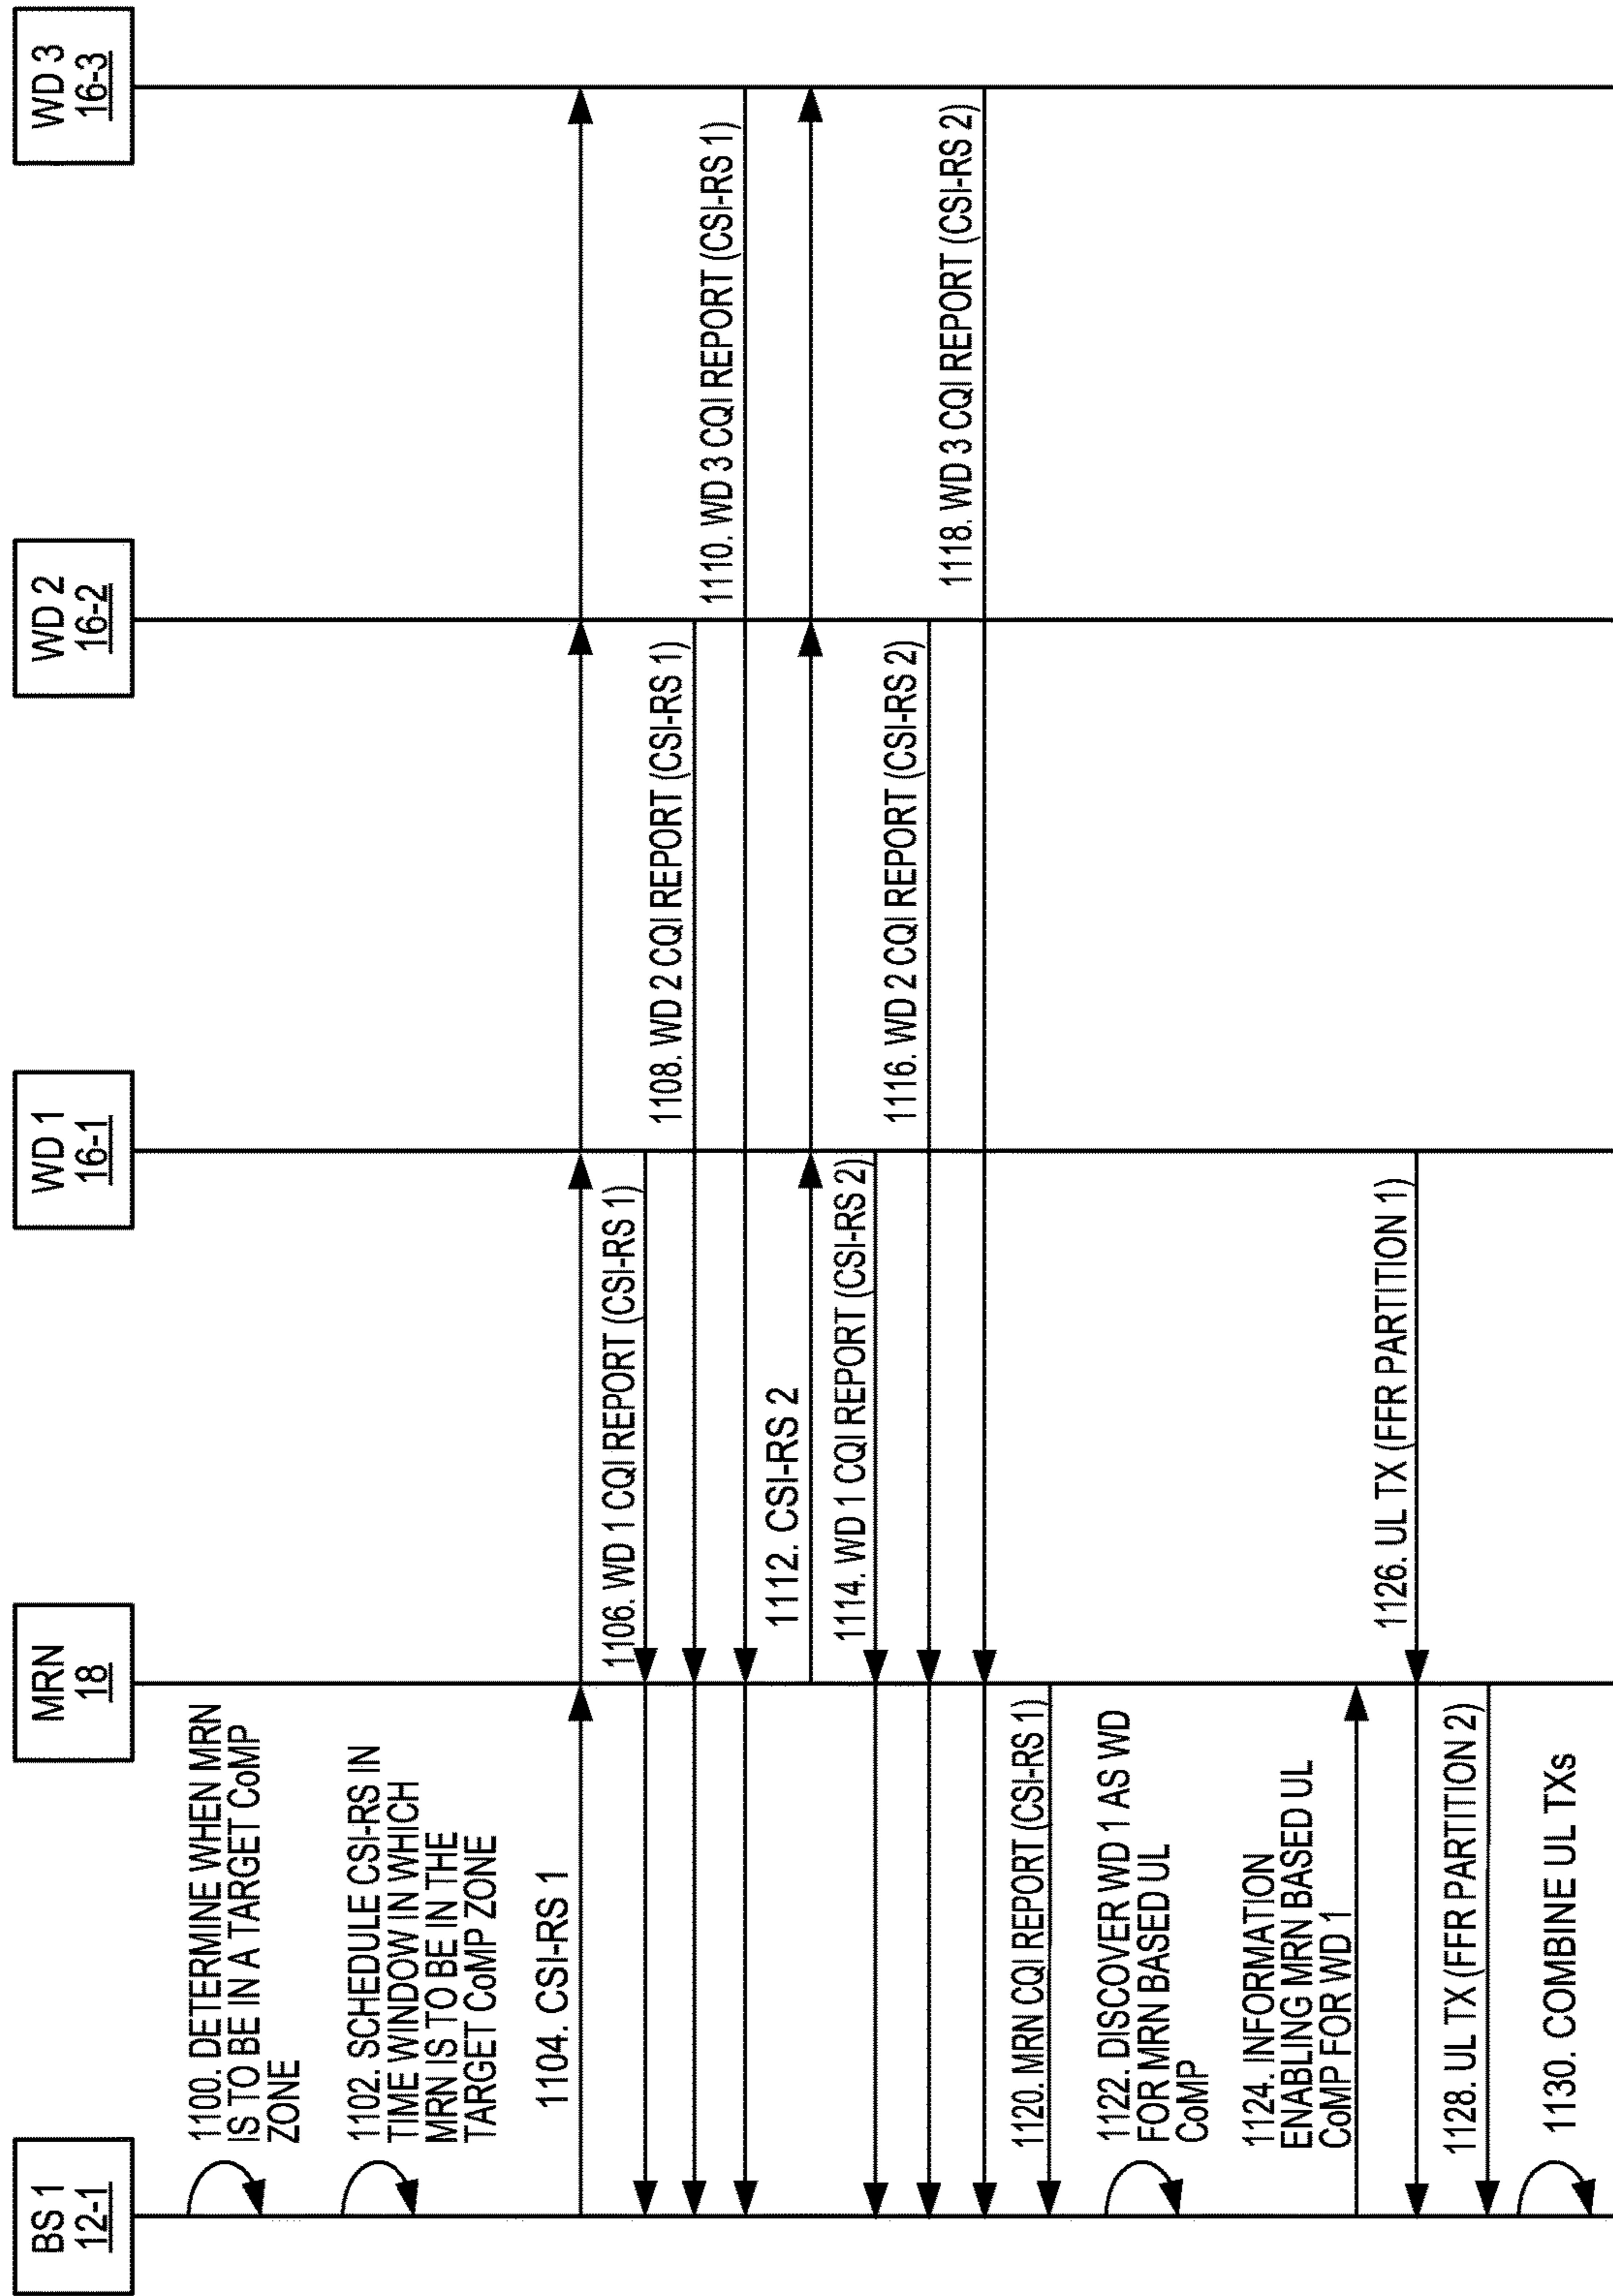 BS 1
12-1
MRN
18
WD 1
16-1
WD 2
16-2
WD 3
16-3
1100. DETERMINE WHEN MRN
IS TO BE IN A TARGET CoMP
ZONE
1102. SCHEDULE CSI-RS IN
TIME WINDOW IN WHICH
MRN IS TO BE IN THE
TARGET CoMP ZONE
1104. CSI-RS 1
1106. WD 1 CQI REPORT (CSI-RS 1)
1108. WD 2 CQI REPORT (CSI-RS 1)
1110. WD 3 CQI REPORT (CSI-RS 1)
1112. CSI-RS 2
1114. WD 1 CQI REPORT (CSI-RS 2)
1116. WD 2 CQI REPORT (CSI-RS 2)
1118. WD 3 CQI REPORT (CSI-RS 2)
1120. MRN CQI REPORT (CSI-RS 1)
1122. DISCOVER WD 1 AS WD
FOR MRN BASED UL
CoMP
1124. INFORMATION
ENABLING MRN BASED UL
CoMP FOR WD 1
1126. UL TX (FFR PARTITION 1)
1128. UL TX (FFR PARTITION 2)
1130. COMBINE UL TXs